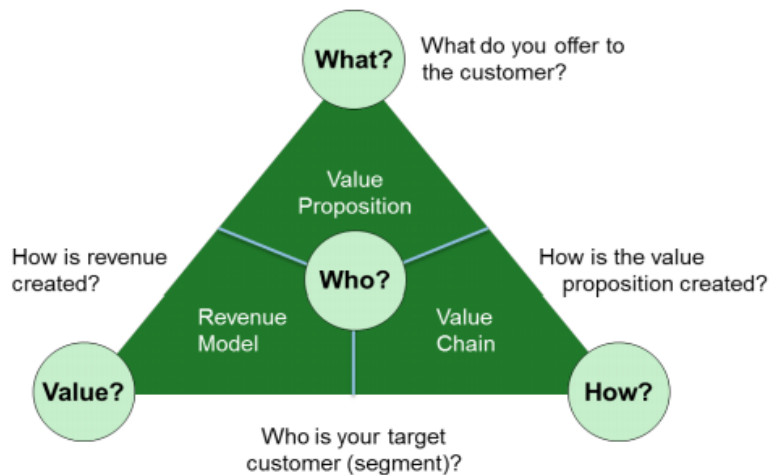 What?
What do you offer to
the customer?
Value
Proposition
How is revenue
created?
Who?
How is the value
proposition created?
Revenue
Model
Value
Chain
Value?
How?
Who is your target
customer (segment)?